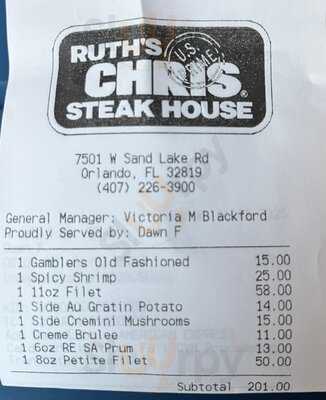 RUTH'S
U.S. PRIME
CHRIS®
STEAK HOUSE
7501 W Sand Lake Rd
Orlando, FL 32819
(407) 226-3900
General Manager: Victoria M Blackford
Proudly Served by: Dawn F
1 Gamblers Old Fashioned 15.00
1 Spicy Shrimp 25.00
1 11oz Filet 58.00
1 Side Au Gratin Potato 14.00
1 Side Cremini Mushrooms 15.00
1 Creme Brulee 11.00
1 6oz RE SA Prum 13.00
1 8oz Petite Filet 50.00
Subtotal 201.00